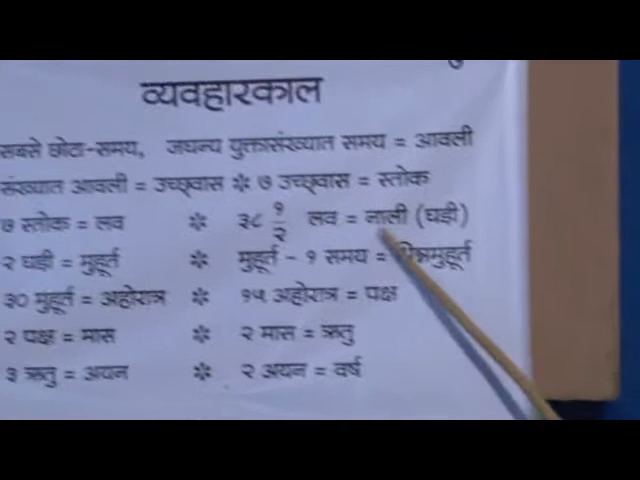 ७
व्यवहारकाल
सबसे छोटा-समय, जघन्य युक्तासंख्यात समय = आवली
संख्यात आवली = उच्छ्वास * ७ उच्छ्वास = स्तोक
७ स्तोक = लव * ३८ १/२ लव = नाली (घड़ी)
२ घड़ी = मुहूर्त * मुहूर्त - १ समय = भिन्नमुहूर्त
३० मुहूर्त = अहोरात्र * १५ अहोरात्र = पक्ष
२ पक्ष = मास * २ मास = ऋतु
३ ऋतु = अयन * २ अयन = वर्ष